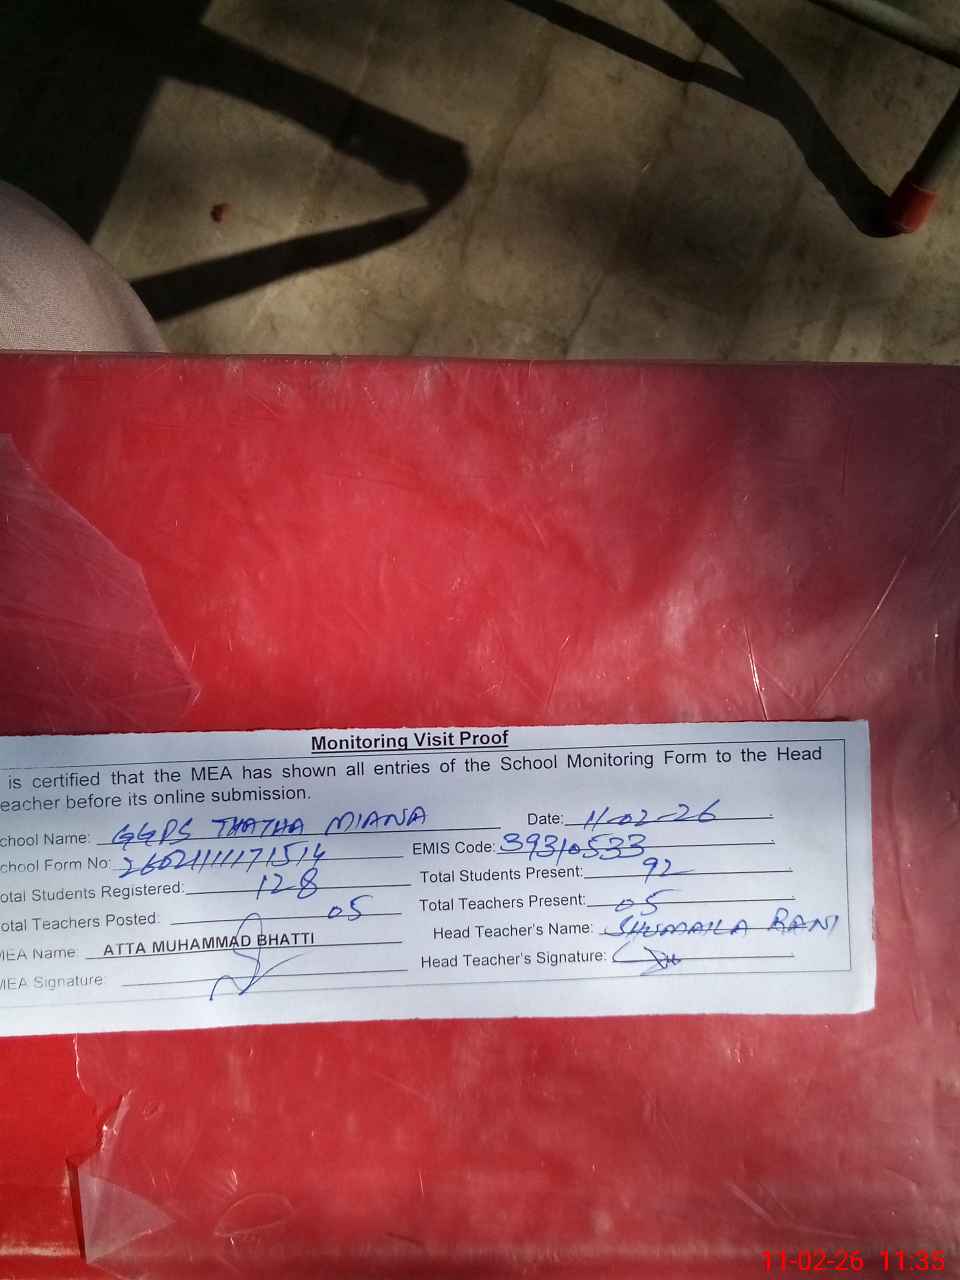 Monitoring Visit Proof
is certified that the MEA has shown all entries of the School Monitoring Form to the Head
eacher before its online submission.
chool Name: GGPS THATHA MIANA Date: 11-02-26
chool Form No: 26021111171514 EMIS Code: 39310533
otal Students Registered: 128 Total Students Present: 92
otal Teachers Posted: 05 Total Teachers Present: 05
MEA Name: ATTA MUHAMMAD BHATTI Head Teacher's Name: SHUMAILA RANI
MEA Signature: Head Teacher's Signature:
11-02-26 11:35